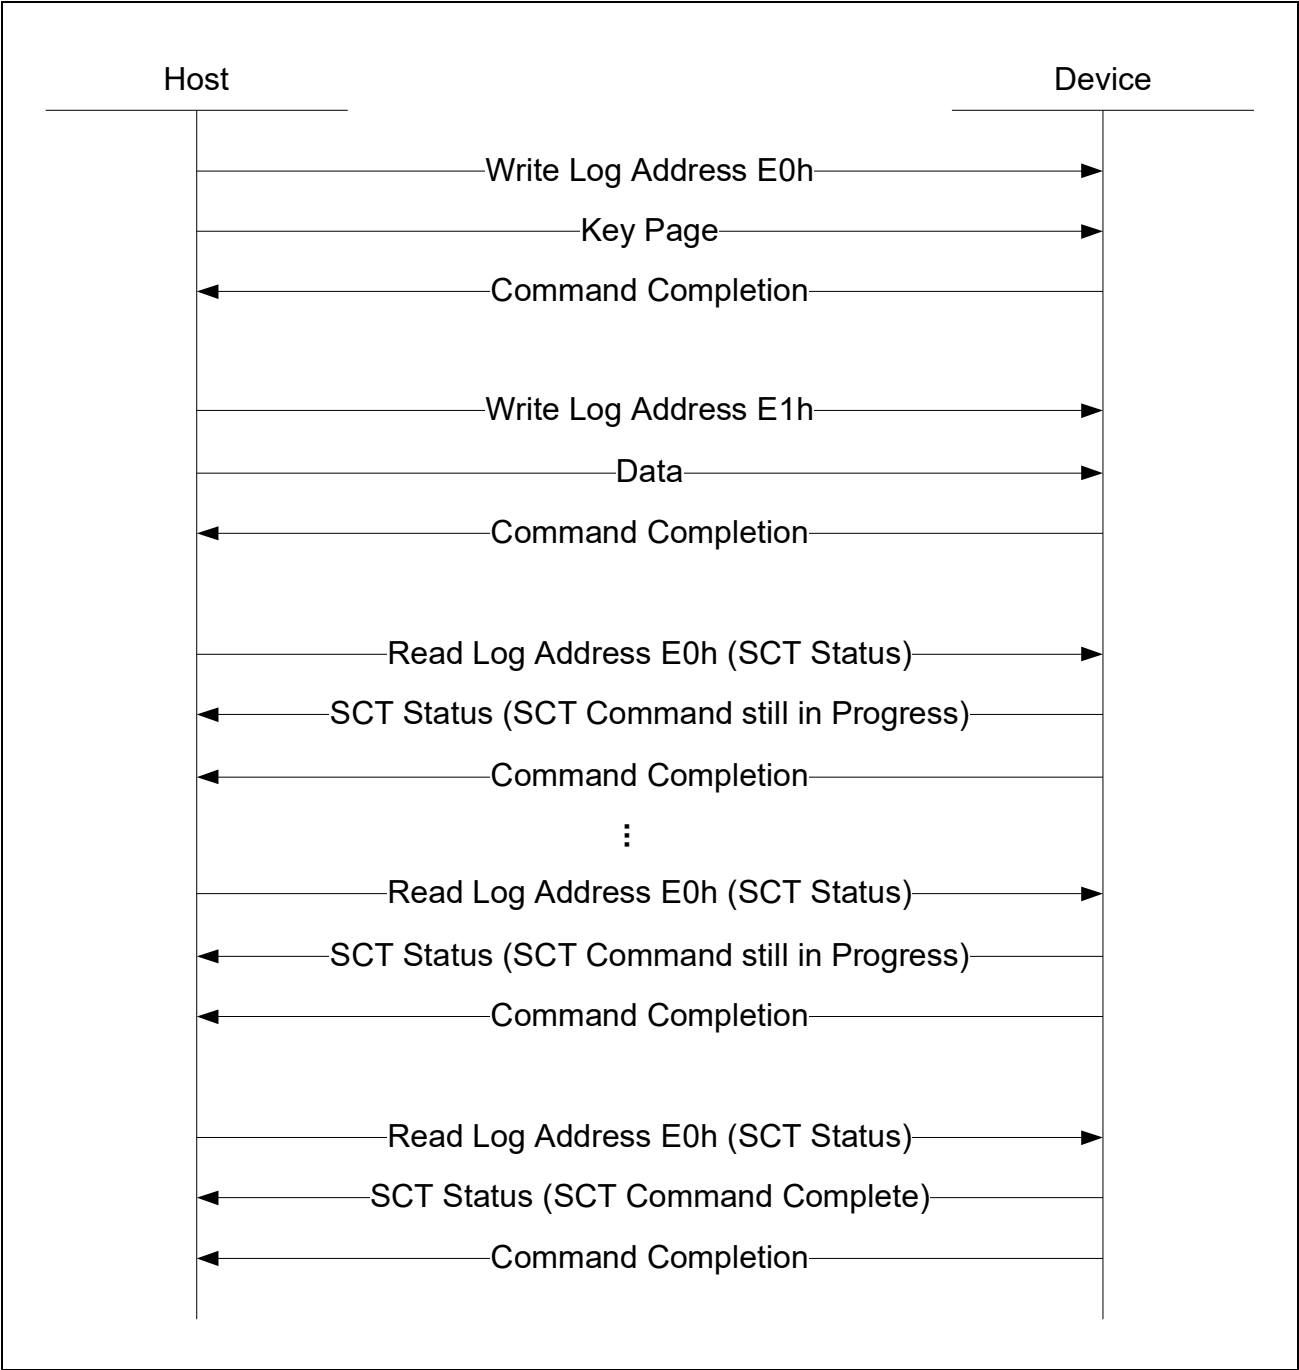 Host
Device
Write Log Address E0h
Key Page
Command Completion
Write Log Address E1h
Data
Command Completion
Read Log Address E0h (SCT Status)
SCT Status (SCT Command still in Progress)
Command Completion
...
Read Log Address E0h (SCT Status)
SCT Status (SCT Command still in Progress)
Command Completion
Read Log Address E0h (SCT Status)
SCT Status (SCT Command Complete)
Command Completion